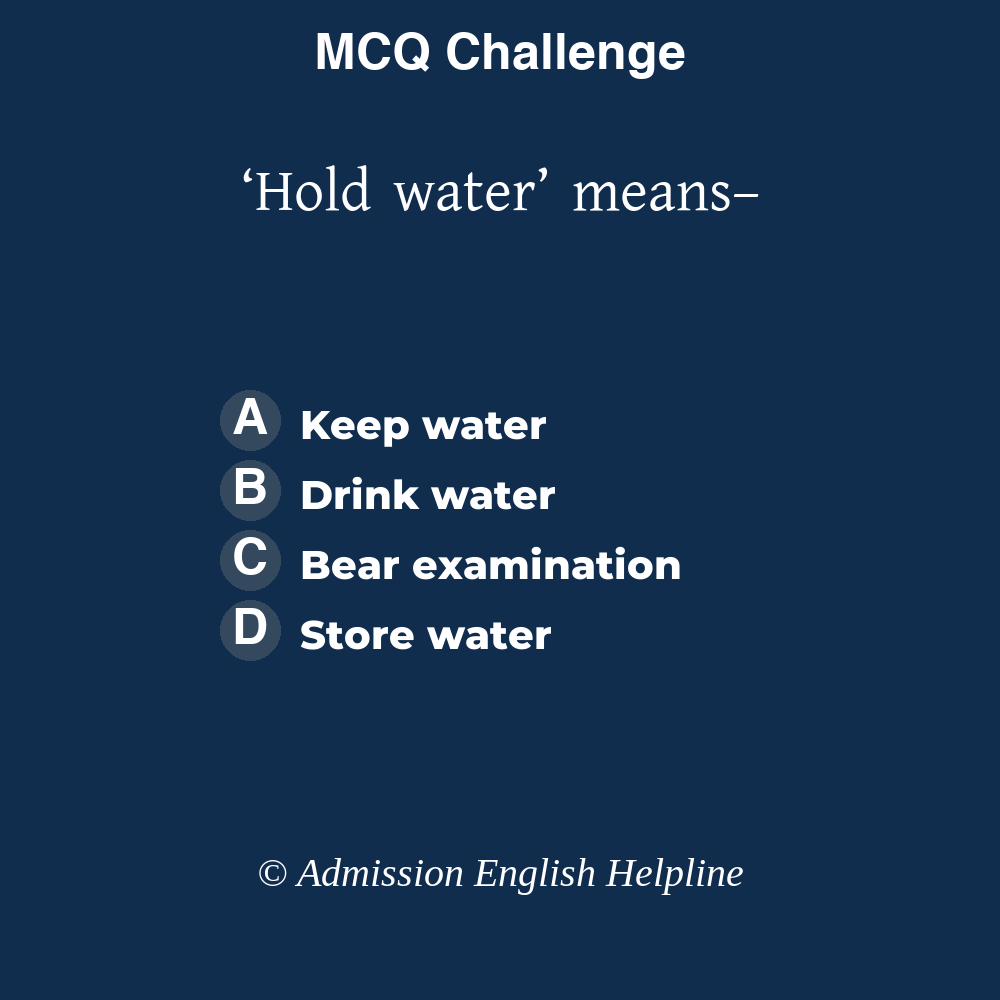 MCQ Challenge
‘Hold water’ means–
A Keep water
B Drink water
C Bear examination
D Store water
© Admission English Helpline